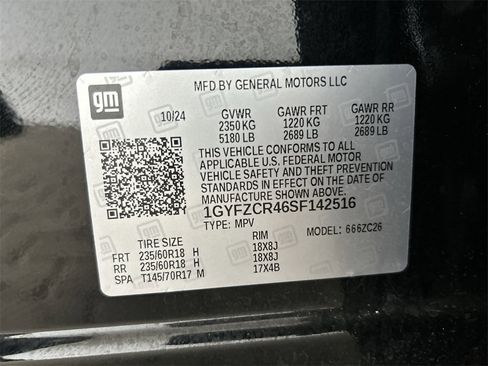 gm
MFD BY GENERAL MOTORS LLC
10/24 GVWR GAWR FRT GAWR RR
2350 KG 1220 KG 1220 KG
5180 LB 2689 LB 2689 LB
THIS VEHICLE CONFORMS TO ALL
APPLICABLE U.S. FEDERAL MOTOR
VEHICLE SAFETY AND THEFT PREVENTION
STANDARDS IN EFFECT ON THE DATE OF
MANUFACTURE SHOWN ABOVE.
1GYFZCR46SF142516
TYPE: MPV
MODEL: 666ZC26
TIRE SIZE RIM
FRT 235/60R18 H 18X8J
RR 235/60R18 H 18X8J
SPA T145/70R17 M 17X4B